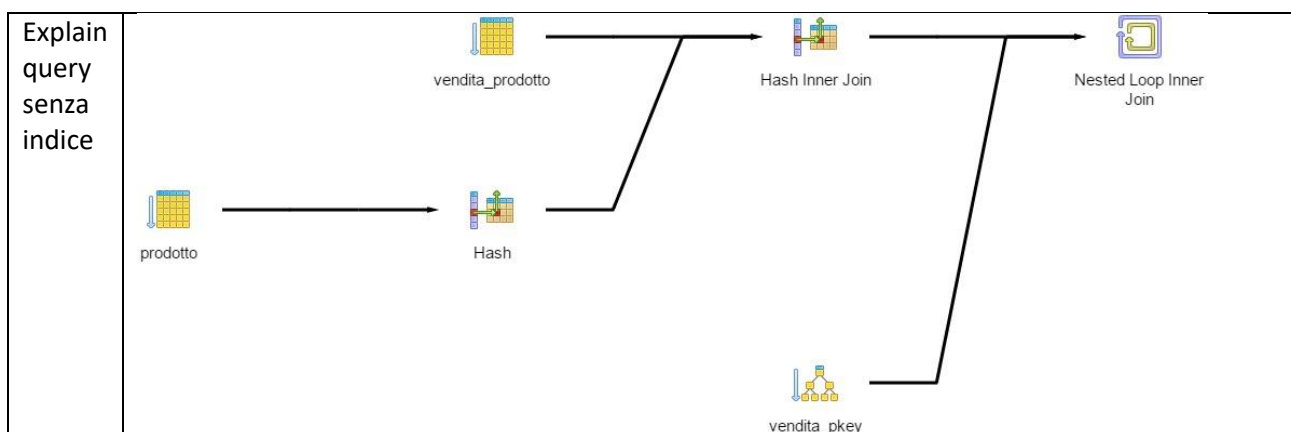 Explain
query
senza
indice
vendita_prodotto
Hash Inner Join
Nested Loop Inner
Join
prodotto
Hash
vendita_pkey